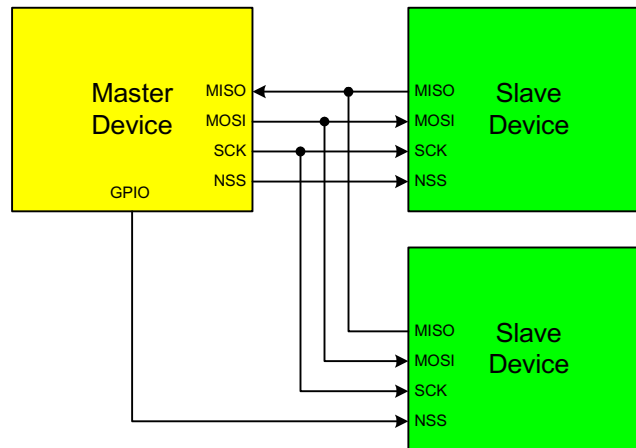 Master
Device
MISO
MOSI
SCK
NSS
GPIO
MISO
MOSI
SCK
NSS
Slave
Device
MISO
MOSI
SCK
NSS
Slave
Device